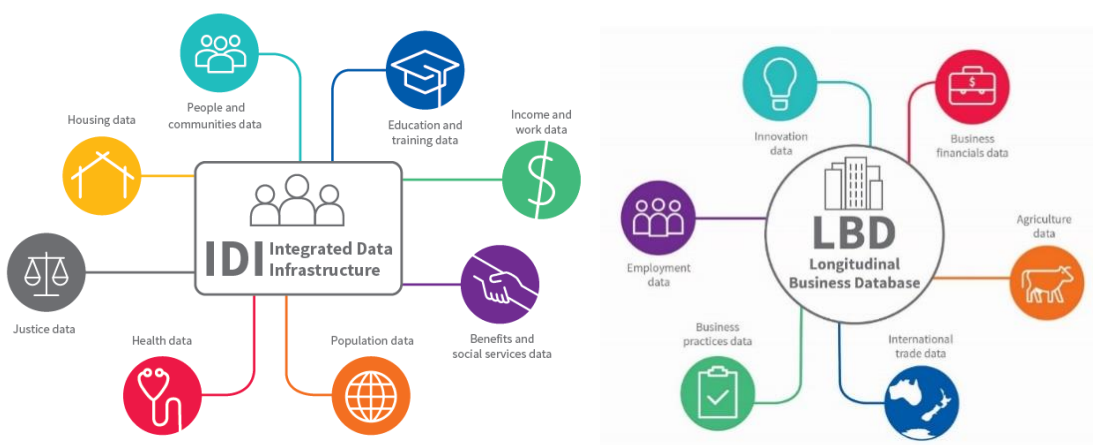 People and
communities data
Education and
training data
Income and
work data
Housing data
$
IDI
Integrated Data
Infrastructure
Justice data
Benefits and
social services data
Health data
Population data
Innovation
data
$
Business
financials data
LBD
Longitudinal
Business Database
Employment
data
Agriculture
data
Business
practices data
International
trade data